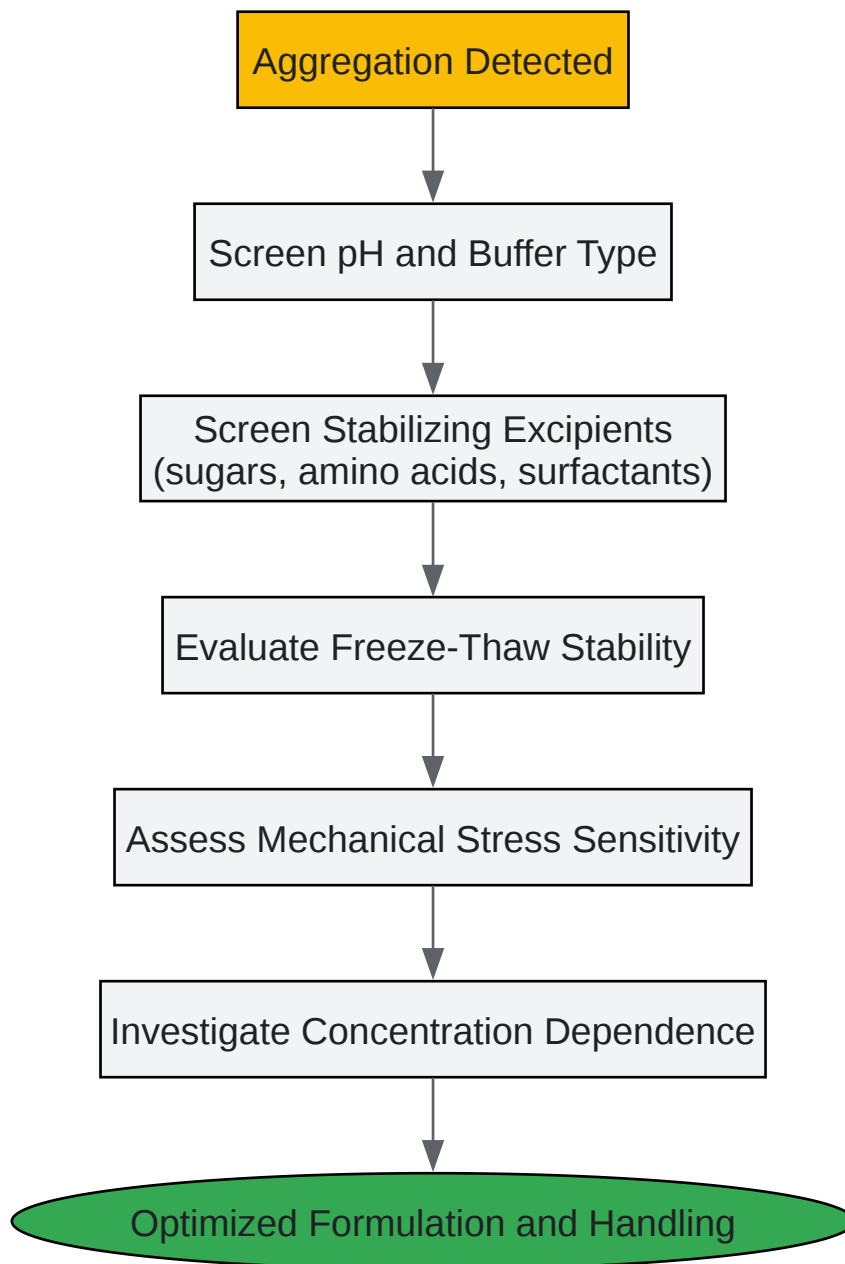 Aggregation Detected
Screen pH and Buffer Type
Screen Stabilizing Excipients
(sugars, amino acids, surfactants)
Evaluate Freeze-Thaw Stability
Assess Mechanical Stress Sensitivity
Investigate Concentration Dependence
Optimized Formulation and Handling